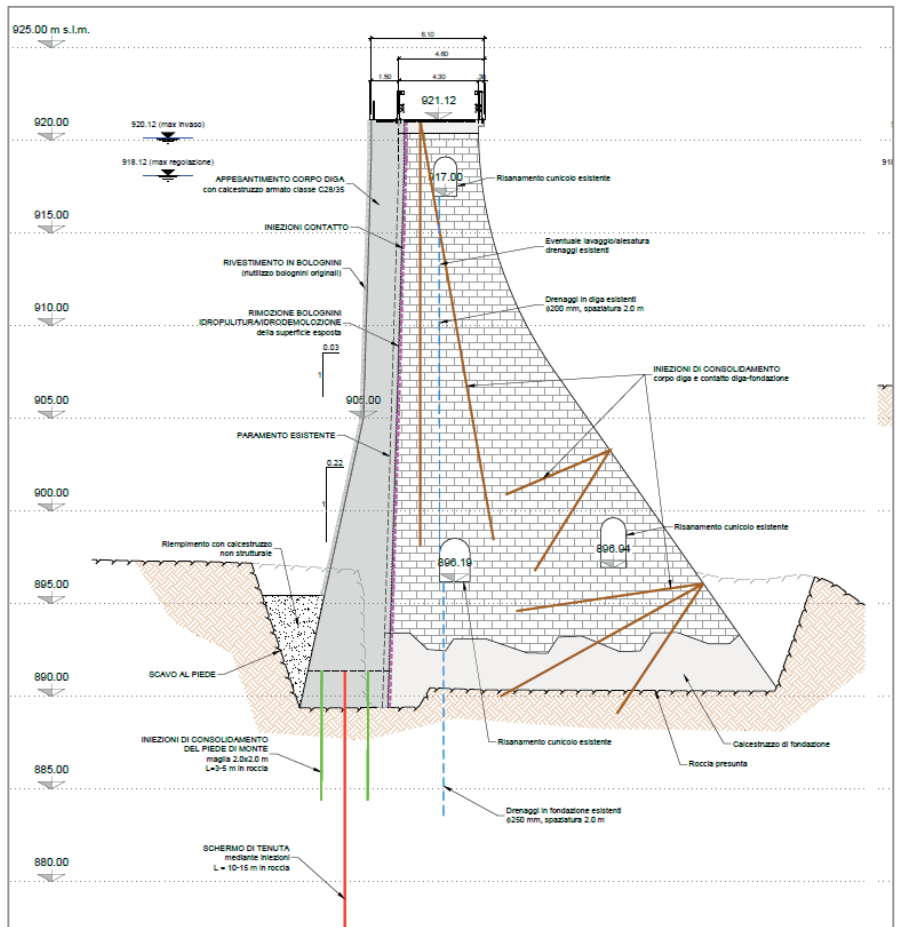 925.00 m s.l.m.
6.10
4.60
1.50
4.30
30
921.12
920.00
920.12 (max invaso)
918.12 (max regolazione)
APPESANTIMENTO CORPO DIGA
con calcestruzzo armato classe C28/35
917.00
Risanamento cunicolo esistente
915.00
INIEZIONI CONTATTO
Eventuale lavaggio/alesatura
drenaggi esistenti
RIVESTIMENTO IN BOLOGNINI
(riutilizzo bolognini originali)
910.00
RIMOZIONE BOLOGNINI
IDROPULITURA/IDRODEMOLOZIONE
della superficie esposta
Drenaggi in diga esistenti
ϕ200 mm, spaziatura 2.0 m
0.03
1
INIEZIONI DI CONSOLIDAMENTO
corpo diga e contatto diga-fondazione
905.00
905.00
PARAMENTO ESISTENTE
0.22
1
900.00
Riempimento con calcestruzzo
non strutturale
Risanamento cunicolo esistente
896.19
896.94
895.00
SCAVO AL PIEDE
890.00
INIEZIONI DI CONSOLIDAMENTO
DEL PIEDE DI MONTE
maglia 2.0x2.0 m
L=3-5 m in roccia
Risanamento cunicolo esistente
Calcestruzzo di fondazione
Roccia presunta
885.00
Drenaggi in fondazione esistenti
ϕ250 mm, spaziatura 2.0 m
SCHERMO DI TENUTA
mediante iniezioni
L = 10-15 m in roccia
880.00